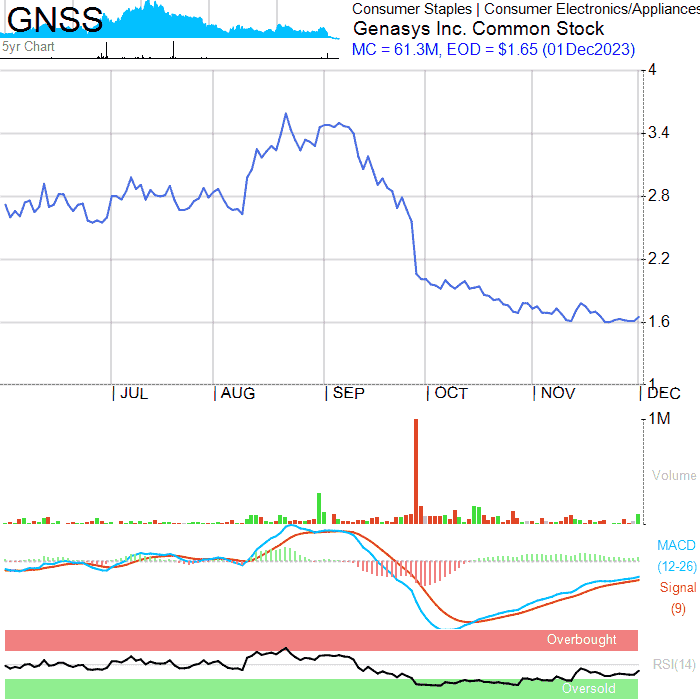 GNSS
5yr Chart
Consumer Staples | Consumer Electronics/Appliances
Genasys Inc. Common Stock
MC = 61.3M, EOD = $1.65 (01Dec2023)
4
3.4
2.8
2.2
1.6
1
JUL
AUG
SEP
OCT
NOV
DEC
1M
Volume
MACD
(12-26)
Signal
(9)
Overbought
RSI(14)
Oversold